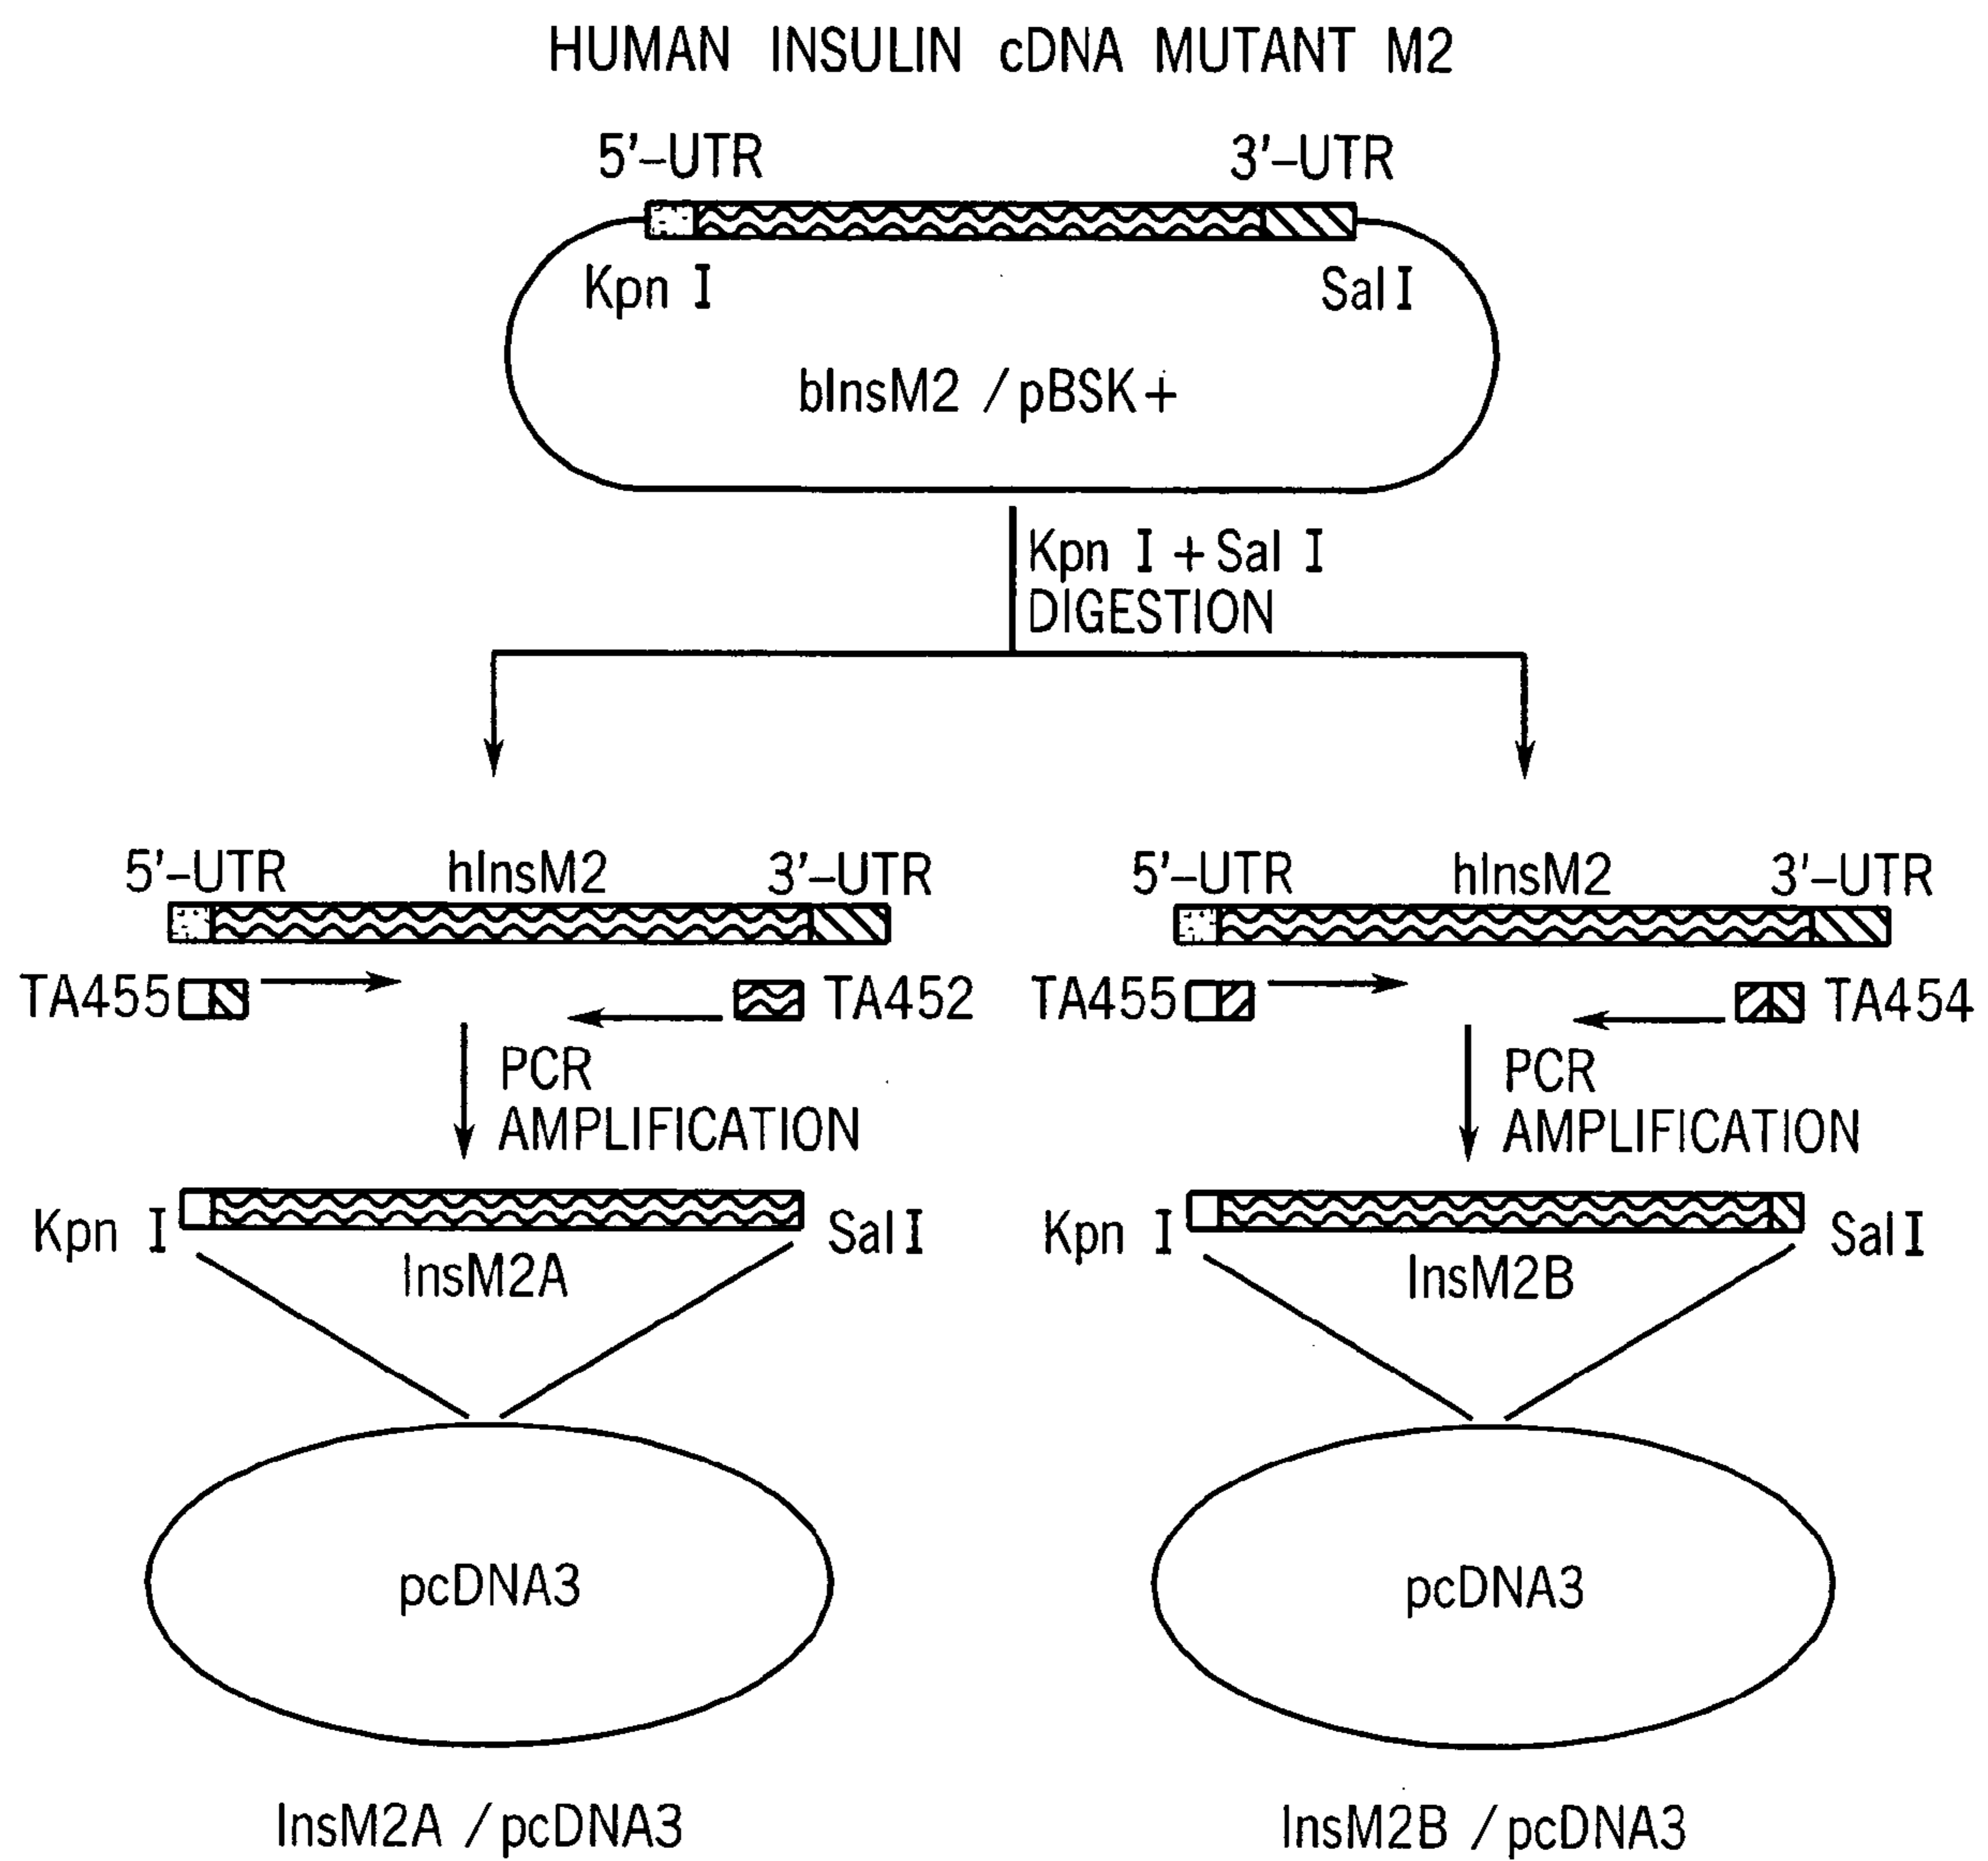 HUMAN INSULIN cDNA MUTANT M2
5'–UTR 3'–UTR
Kpn I Sal I
bInsM2 / pBSK+
Kpn I + Sal I
DIGESTION
5'–UTR hInsM2 3'–UTR 5'–UTR hInsM2 3'–UTR
TA455 TA452 TA455 TA454
PCR
AMPLIFICATION
PCR
AMPLIFICATION
Kpn I Sal I Kpn I Sal I
InsM2A InsM2B
pcDNA3 pcDNA3
InsM2A / pcDNA3 InsM2B / pcDNA3